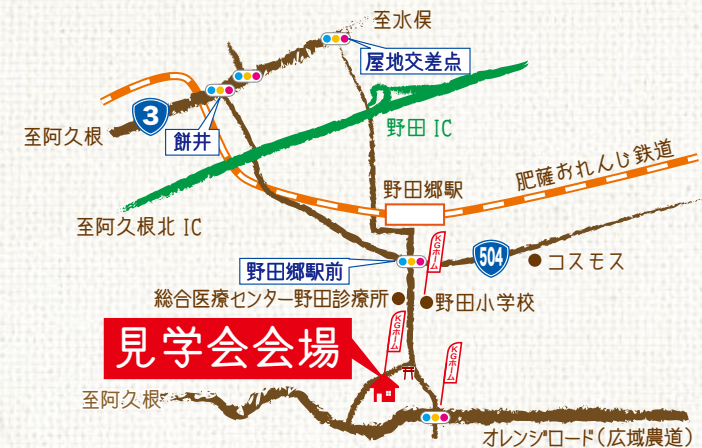 至水俣
屋地交差点
3
至阿久根
餅井
野田 IC
肥薩おれんじ鉄道
野田郷駅
至阿久根北 IC
504
コスモス
野田郷駅前
KGホーム
総合医療センター野田診療所
野田小学校
KGホーム
見学会会場
KGホーム
至阿久根
オレンジロード(広域農道)